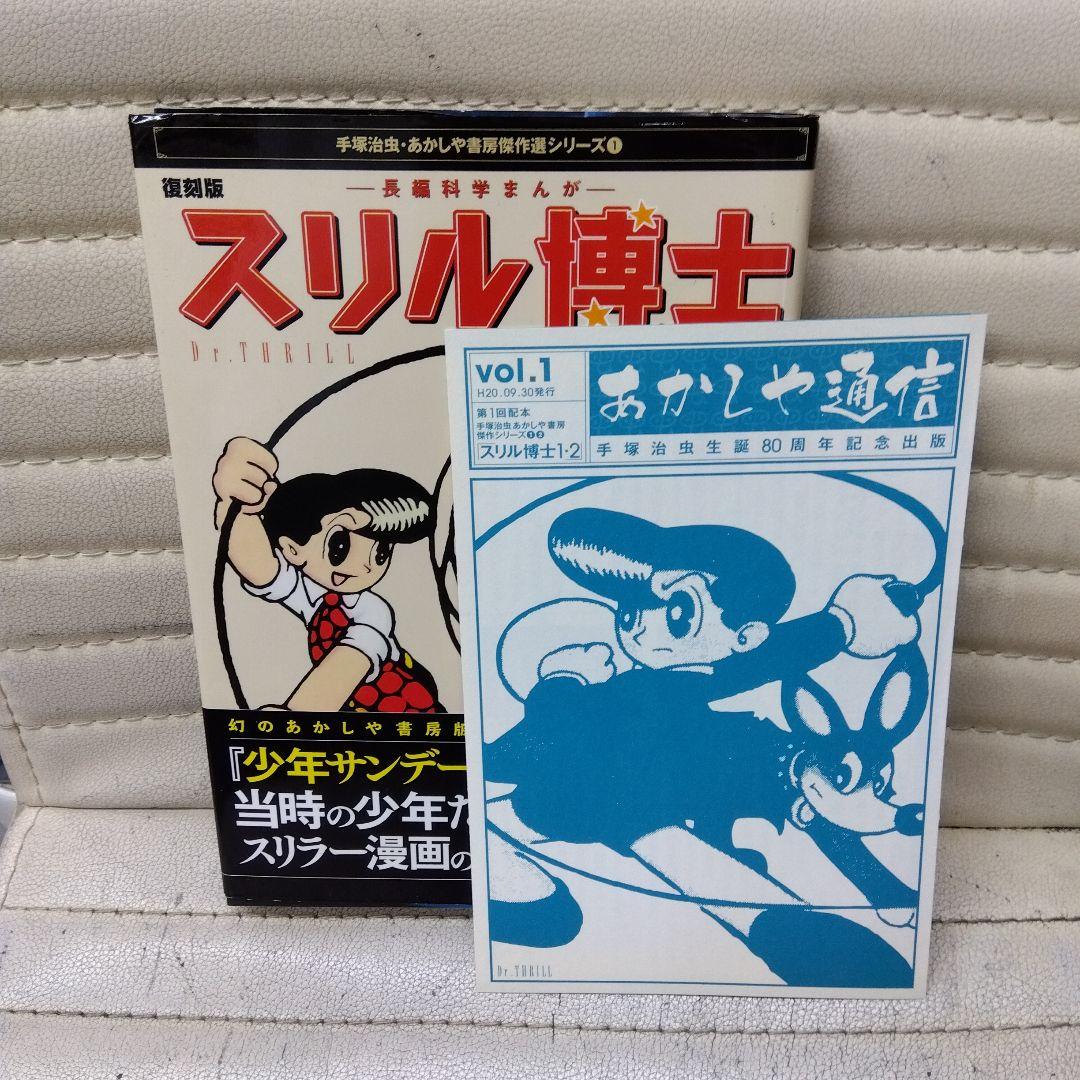 手塚治虫・あかしや書房傑作選シリーズ❶
復刻版
長編科学まんが
スリル博士
Dr.THRILL
幻のあかしや書房版
『少年サンデー
当時の少年た
スリラー漫画の
vol.1
H20.09.30発行
第1回配本
手塚治虫あかしや書房
傑作シリーズ❶❷
スリル博士1・2
あかしや通信
手塚治虫生誕80周年記念出版
Dr.THRILL